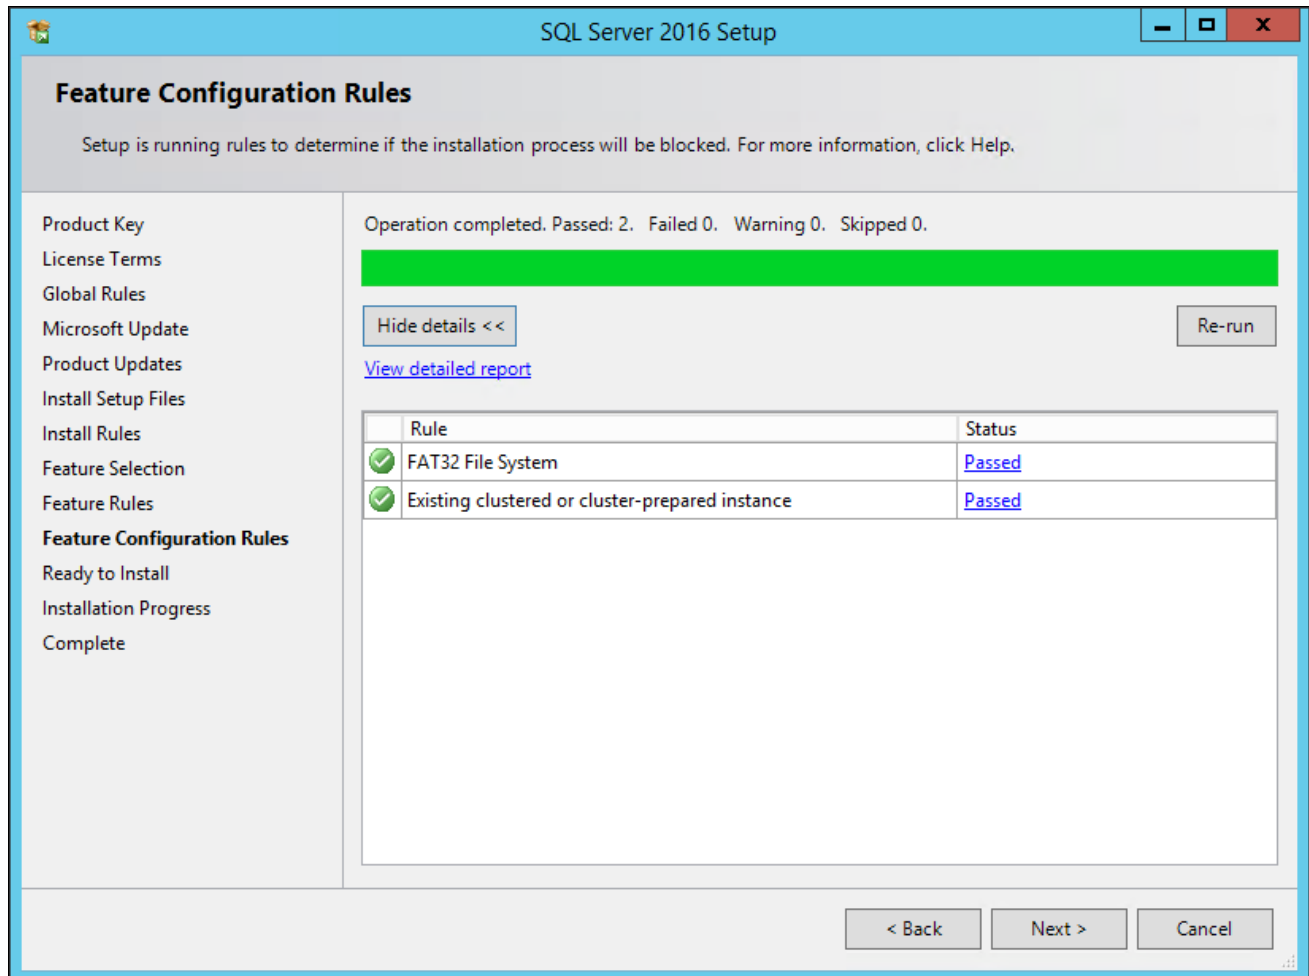 SQL Server 2016 Setup
Feature Configuration Rules
Setup is running rules to determine if the installation process will be blocked. For more information, click Help.
Product Key
License Terms
Global Rules
Microsoft Update
Product Updates
Install Setup Files
Install Rules
Feature Selection
Feature Rules
Feature Configuration Rules
Ready to Install
Installation Progress
Complete
Operation completed. Passed: 2.   Failed 0.   Warning 0.   Skipped 0.
Hide details << Re-run
View detailed report
Rule Status
FAT32 File System Passed
Existing clustered or cluster-prepared instance Passed
< Back Next > Cancel